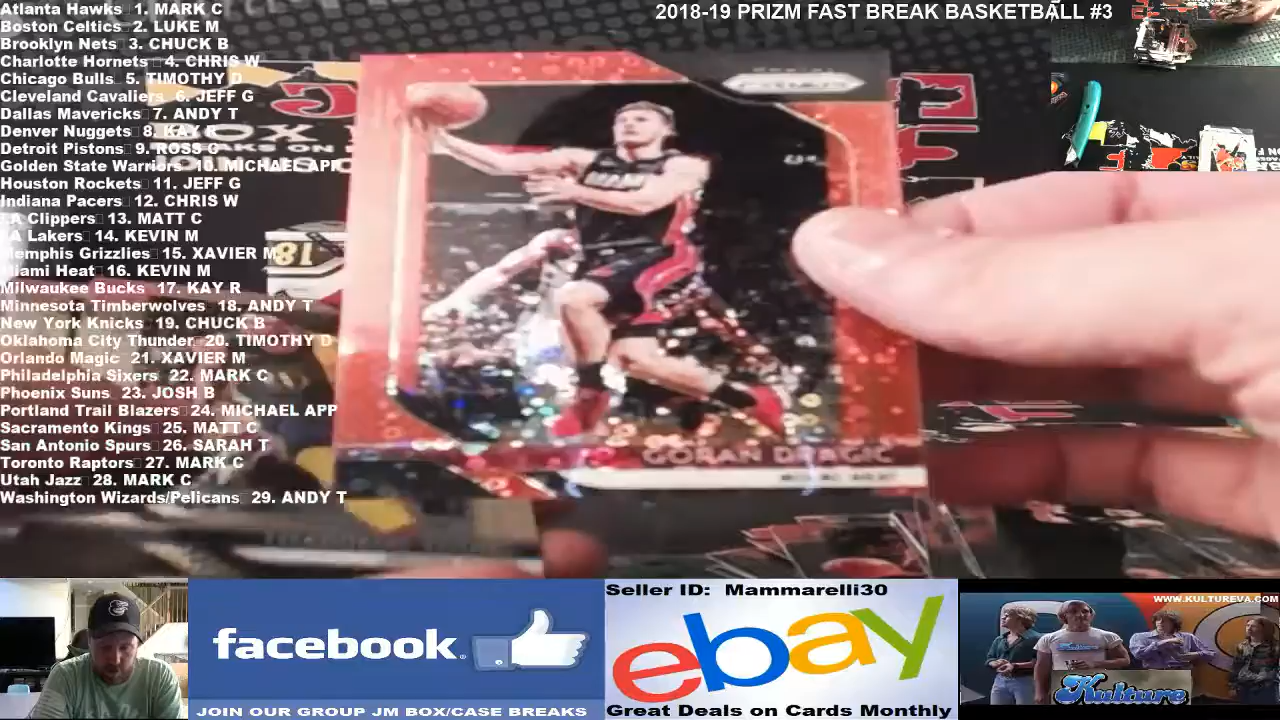 Atlanta Hawks 1. MARK C
Boston Celtics 2. LUKE M
Brooklyn Nets 3. CHUCK B
Charlotte Hornets 4. CHRIS W
Chicago Bulls 5. TIMOTHY D
Cleveland Cavaliers 6. JEFF G
Dallas Mavericks 7. ANDY T
Denver Nuggets 8. KAY R
Detroit Pistons 9. ROSS G
Golden State Warriors 10. MICHAEL APP
Houston Rockets 11. JEFF G
Indiana Pacers 12. CHRIS W
LA Clippers 13. MATT C
LA Lakers 14. KEVIN M
Memphis Grizzlies 15. XAVIER M
Miami Heat 16. KEVIN M
Milwaukee Bucks 17. KAY R
Minnesota Timberwolves 18. ANDY T
New York Knicks 19. CHUCK B
Oklahoma City Thunder 20. TIMOTHY D
Orlando Magic 21. XAVIER M
Philadelphia Sixers 22. MARK C
Phoenix Suns 23. JOSH B
Portland Trail Blazers 24. MICHAEL APP
Sacramento Kings 25. MATT C
San Antonio Spurs 26. SARAH T
Toronto Raptors 27. MARK C
Utah Jazz 28. MARK C
Washington Wizards/Pelicans 29. ANDY T
2018-19 PRIZM FAST BREAK BASKETBALL #3
PRIZM
MIAMI
GORAN DRAGIC
MIAMI HEAT
18
facebook
JOIN OUR GROUP JM BOX/CASE BREAKS
Seller ID: Mammarelli30
ebay
Great Deals on Cards Monthly
WWW.KULTUREVA.COM
Kulture